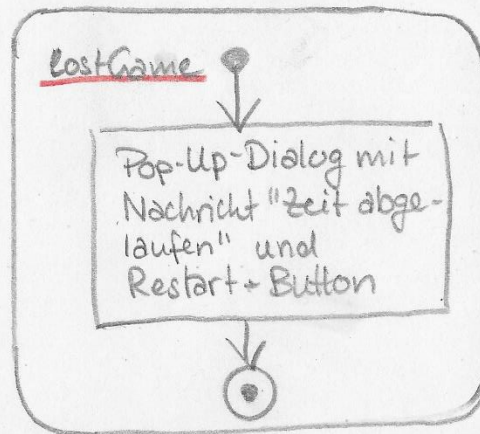 lostGame
Pop-Up-Dialog mit
Nachricht "Zeit abge-
laufen" und
Restart-Button